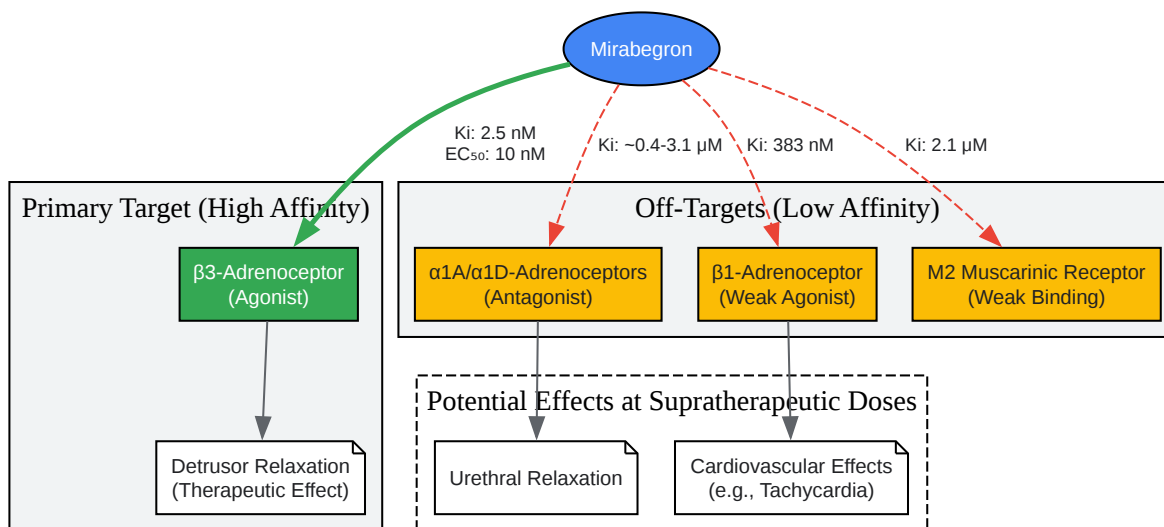 Mirabegron
Ki: 2.5 nM
EC₅₀: 10 nM
Ki: ~0.4-3.1 μM
Ki: 383 nM
Ki: 2.1 μM
Primary Target (High Affinity)
Off-Targets (Low Affinity)
β3-Adrenoceptor
(Agonist)
α1A/α1D-Adrenoceptors
(Antagonist)
β1-Adrenoceptor
(Weak Agonist)
M2 Muscarinic Receptor
(Weak Binding)
Potential Effects at Supratherapeutic Doses
Detrusor Relaxation
(Therapeutic Effect)
Urethral Relaxation
Cardiovascular Effects
(e.g., Tachycardia)